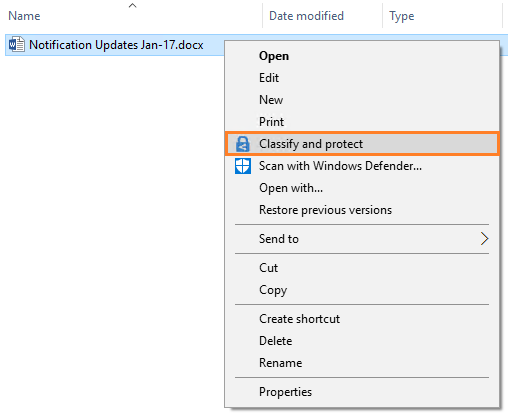 Name Date modified Type
Notification Updates Jan-17.docx
Open
Edit
New
Print
Classify and protect
Scan with Windows Defender...
Open with...
Restore previous versions
Send to
Cut
Copy
Create shortcut
Delete
Rename
Properties